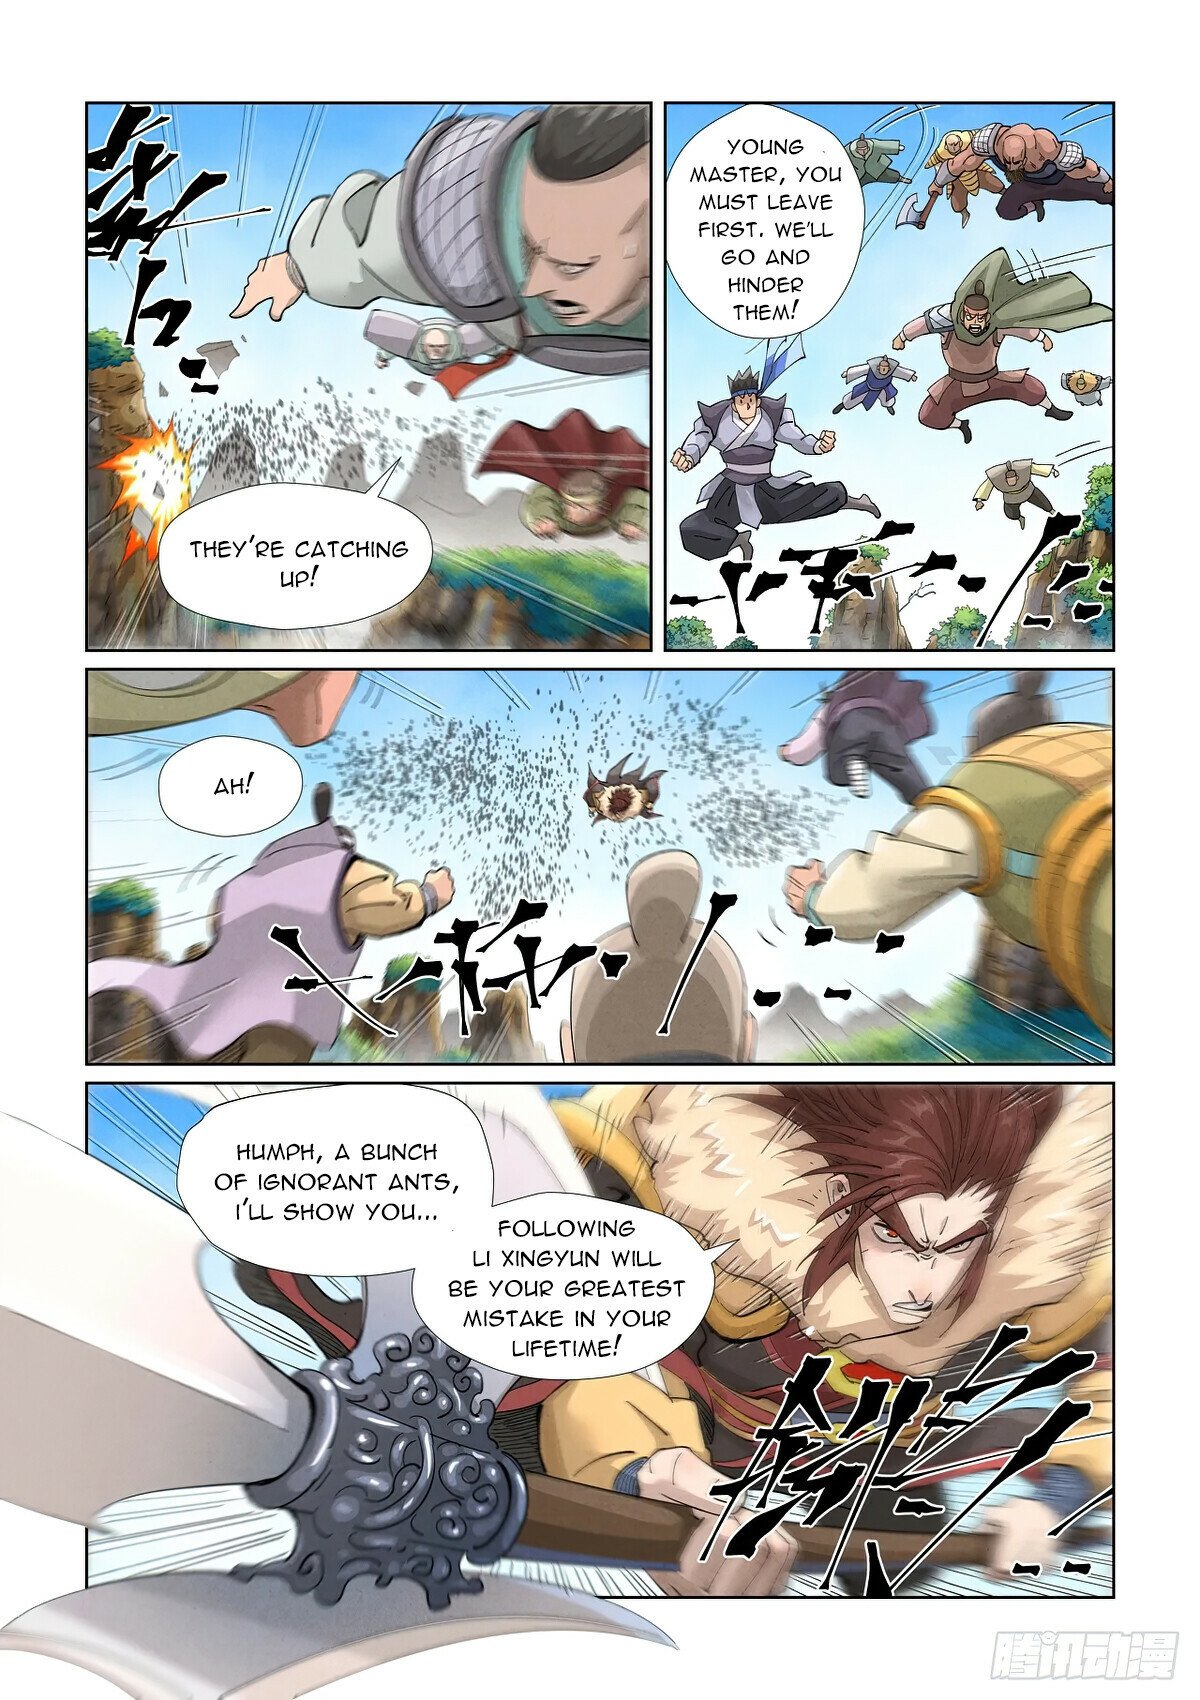 THEY'RE CATCHING
UP!
YOUNG
MASTER, YOU
MUST LEAVE
FIRST. WE'LL
GO AND
HINDER
THEM!
AH!
HUMPH, A BUNCH
OF IGNORANT ANTS,
I'LL SHOW YOU...
FOLLOWING
LI XINGYUN WILL
BE YOUR GREATEST
MISTAKE IN YOUR
LIFETIME!
腾讯动漫